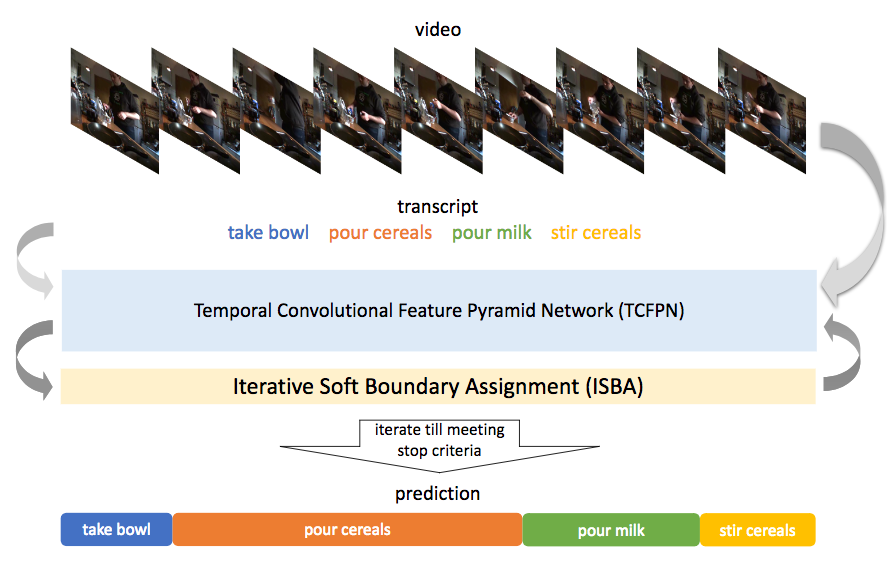 video
transcript
take bowl pour cereals pour milk stir cereals
Temporal Convolutional Feature Pyramid Network (TCFPN)
Iterative Soft Boundary Assignment (ISBA)
iterate till meeting
stop criteria
prediction
take bowl pour cereals pour milk stir cereals